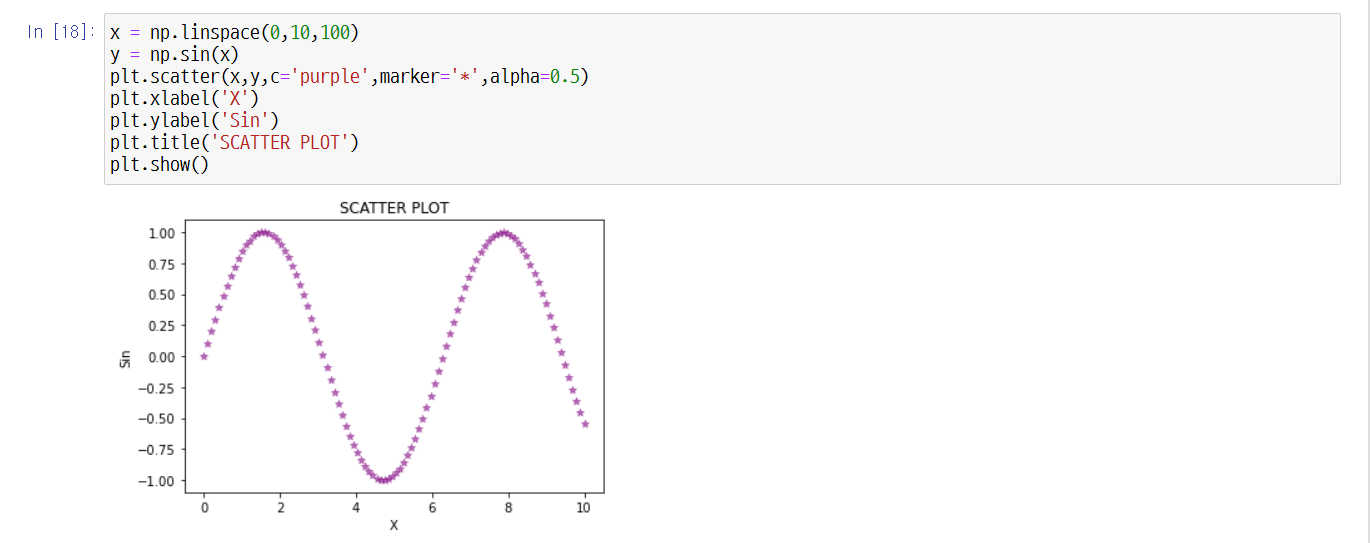 In [18]: x = np.linspace(0,10,100)
y = np.sin(x)
plt.scatter(x,y,c='purple',marker='*',alpha=0.5)
plt.xlabel('X')
plt.ylabel('Sin')
plt.title('SCATTER PLOT')
plt.show()
SCATTER PLOT
1.00
0.75
0.50
0.25
0.00
−0.25
−0.50
−0.75
−1.00
Sin
0 2 4 6 8 10
X